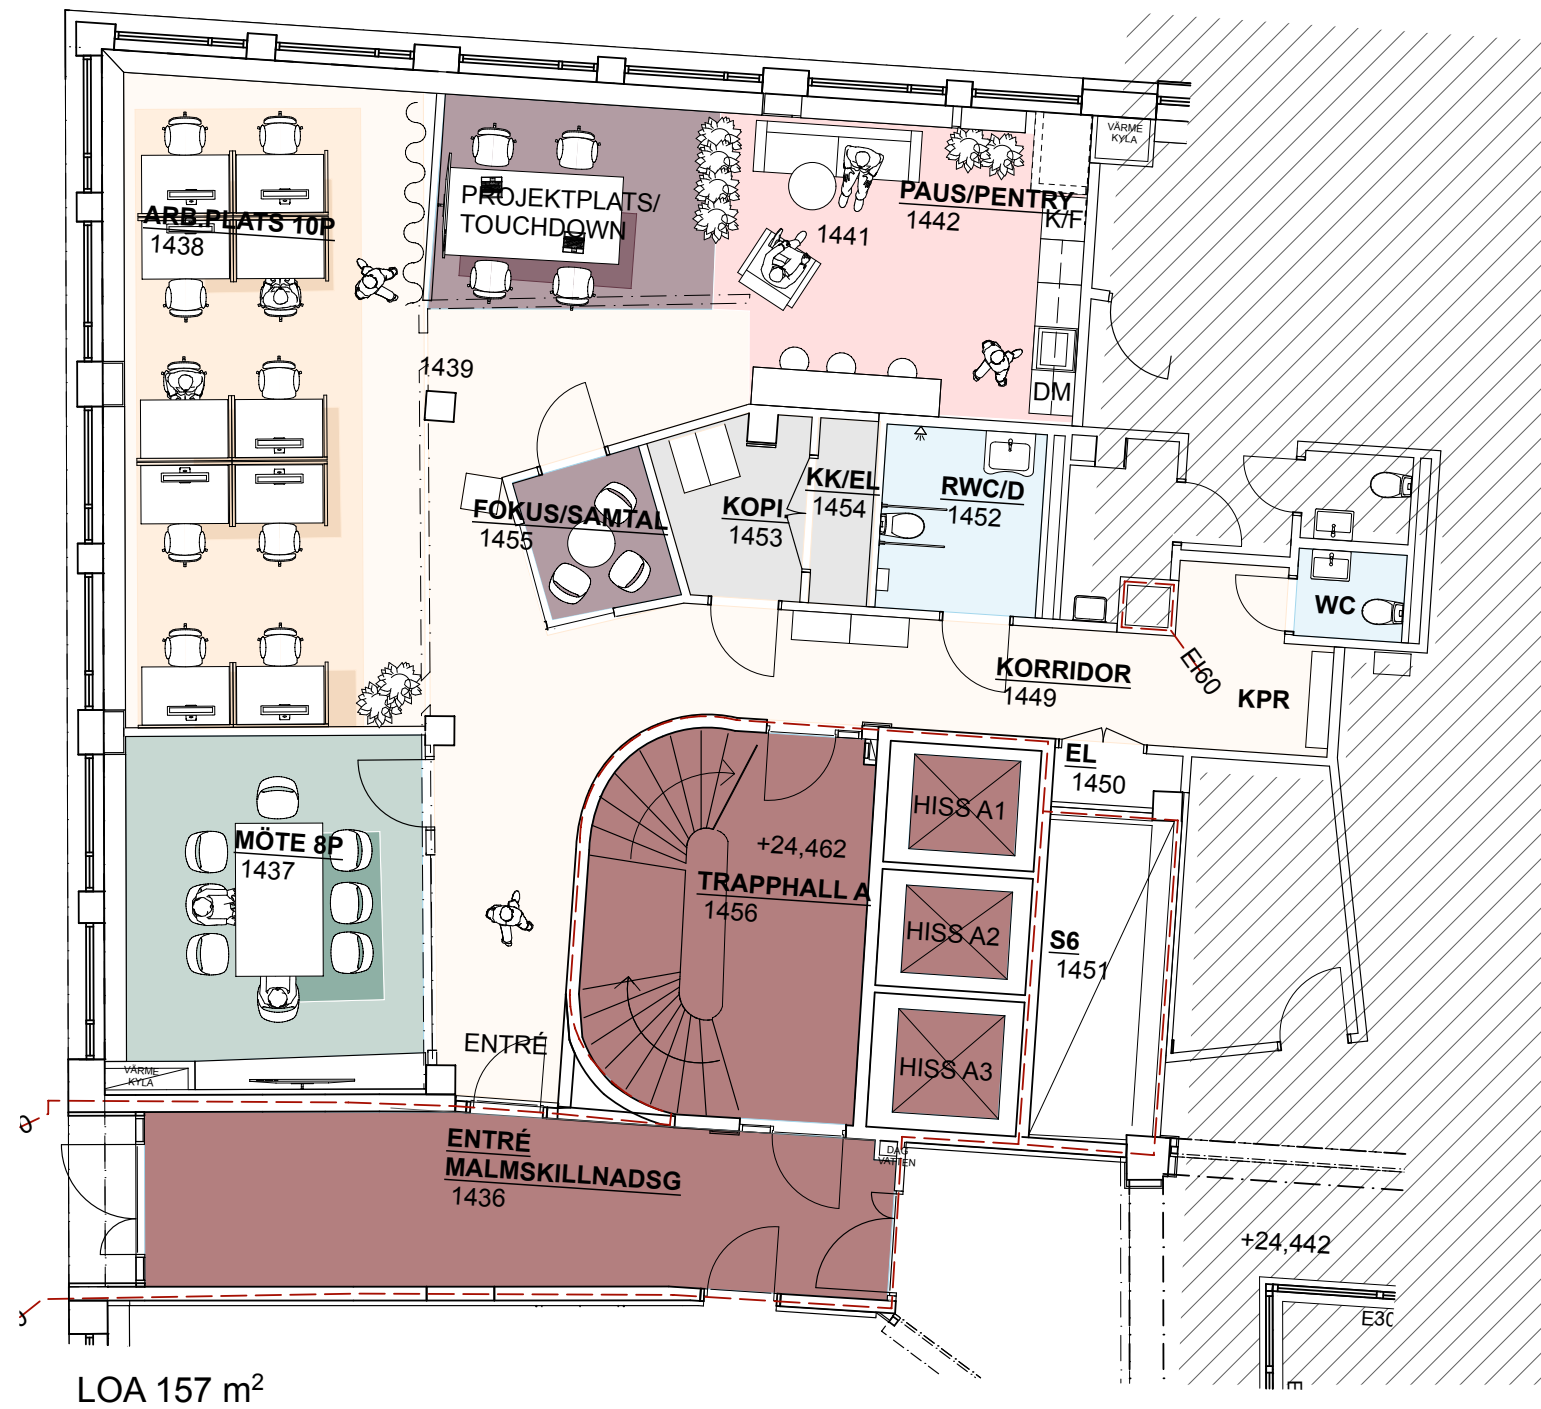 VÄRME
KYLA
PROJEKTPLATS/
TOUCHDOWN
PAUS/PENTRY
1442
K/F
1441
ARB.PLATS 10P
1438
1439
DM
FOKUS/SAMTAL
1455
KOPI
1453
KK/EL
1454
RWC/D
1452
WC
EI60
KORRIDOR
1449
KPR
EL
1450
HISS A1
+24,462
TRAPPHALL A
1456
HISS A2
S6
1451
MÖTE 8P
1437
HISS A3
ENTRÉ
VÄRME
KYLA
ENTRÉ
MALMSKILLNADSG
1436
DAG
VATTEN
+24,442
E30
LOA 157 m²